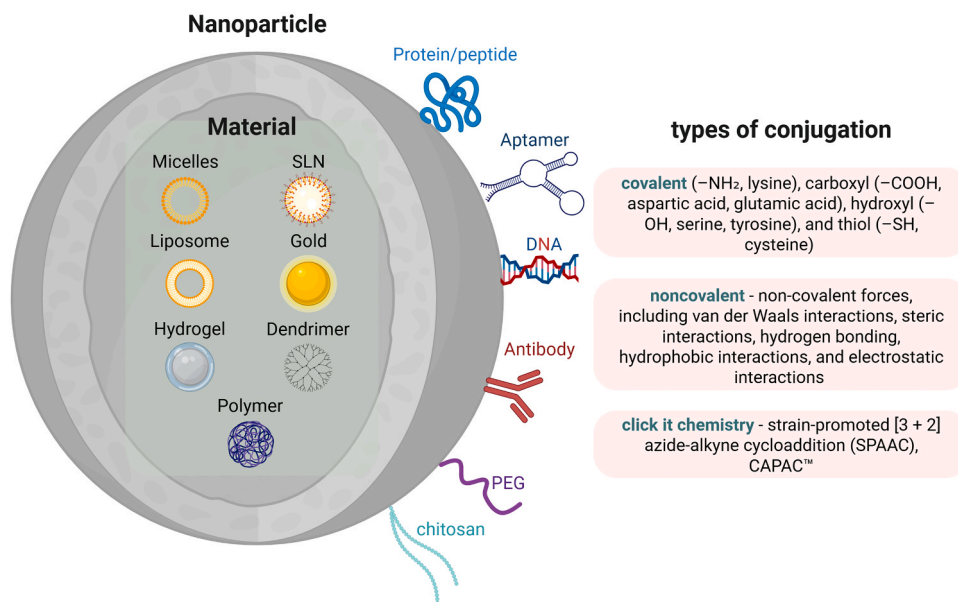 Nanoparticle
Material
Micelles
SLN
Liposome
Gold
Hydrogel
Dendrimer
Polymer
Protein/peptide
Aptamer
DNA
Antibody
PEG
chitosan
types of conjugation
covalent (–NH₂, lysine), carboxyl (–COOH,
aspartic acid, glutamic acid), hydroxyl (–
OH, serine, tyrosine), and thiol (–SH,
cysteine)
noncovalent - non-covalent forces,
including van der Waals interactions, steric
interactions, hydrogen bonding,
hydrophobic interactions, and electrostatic
interactions
click it chemistry - strain-promoted [3 + 2]
azide-alkyne cycloaddition (SPAAC),
CAPAC™